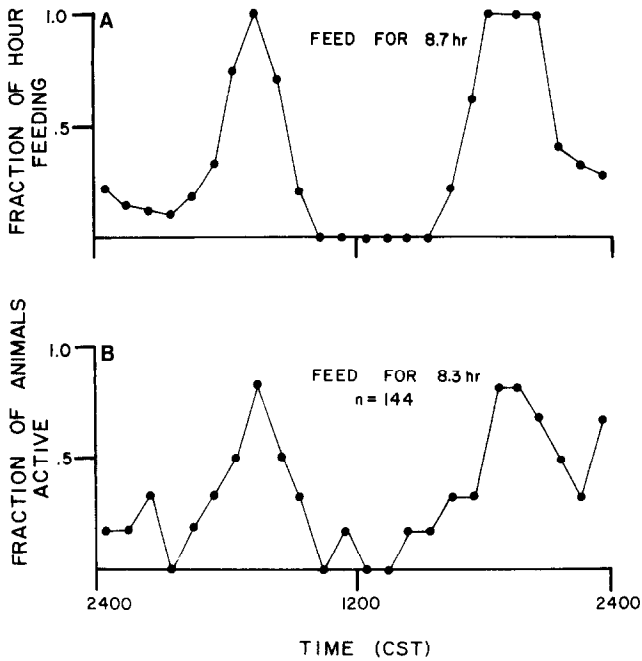 A
FEED FOR 8.7 hr
1.0
.5
FRACTION OF HOUR
FEEDING
B
FEED FOR 8.3 hr
n = 144
1.0
.5
FRACTION OF ANIMALS
ACTIVE
2400
1200
2400
TIME (CST)